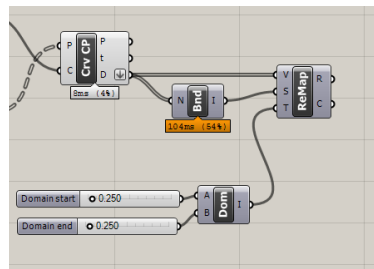 P
C
Crv CP
P
t
D
8ms (4%)
N
Bnd
I
104ms (54%)
V
S
T
ReMap
R
C
Domain start
0.250
Domain end
0.250
A
B
Dom
I